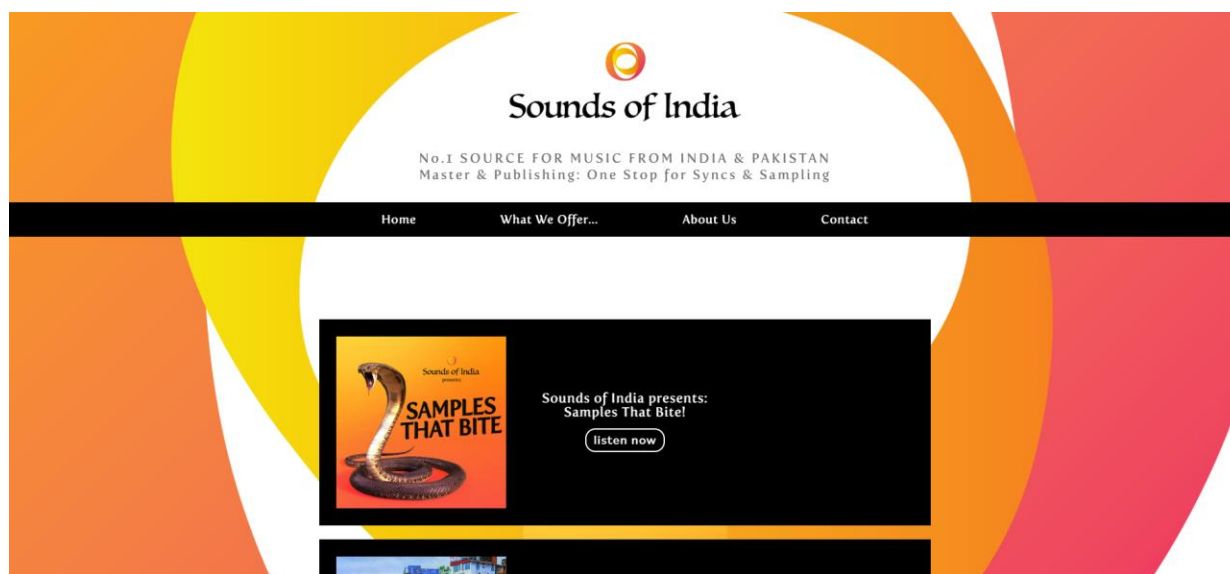 Sounds of India
No.1 SOURCE FOR MUSIC FROM INDIA & PAKISTAN
Master & Publishing: One Stop for Syncs & Sampling
Home What We Offer... About Us Contact
Sounds of India
presents
SAMPLES
THAT BITE
Sounds of India presents:
Samples That Bite!
listen now